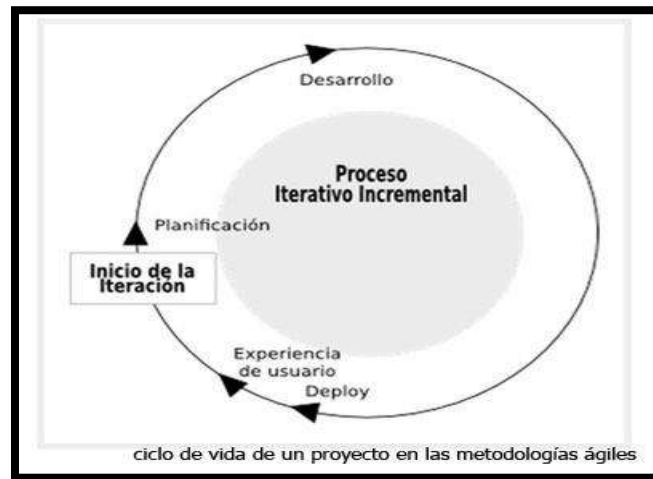 Desarrollo
Proceso
Iterativo Incremental
Planificación
Inicio de la
Iteración
Experiencia
de usuario
Deploy
ciclo de vida de un proyecto en las metodologías ágiles